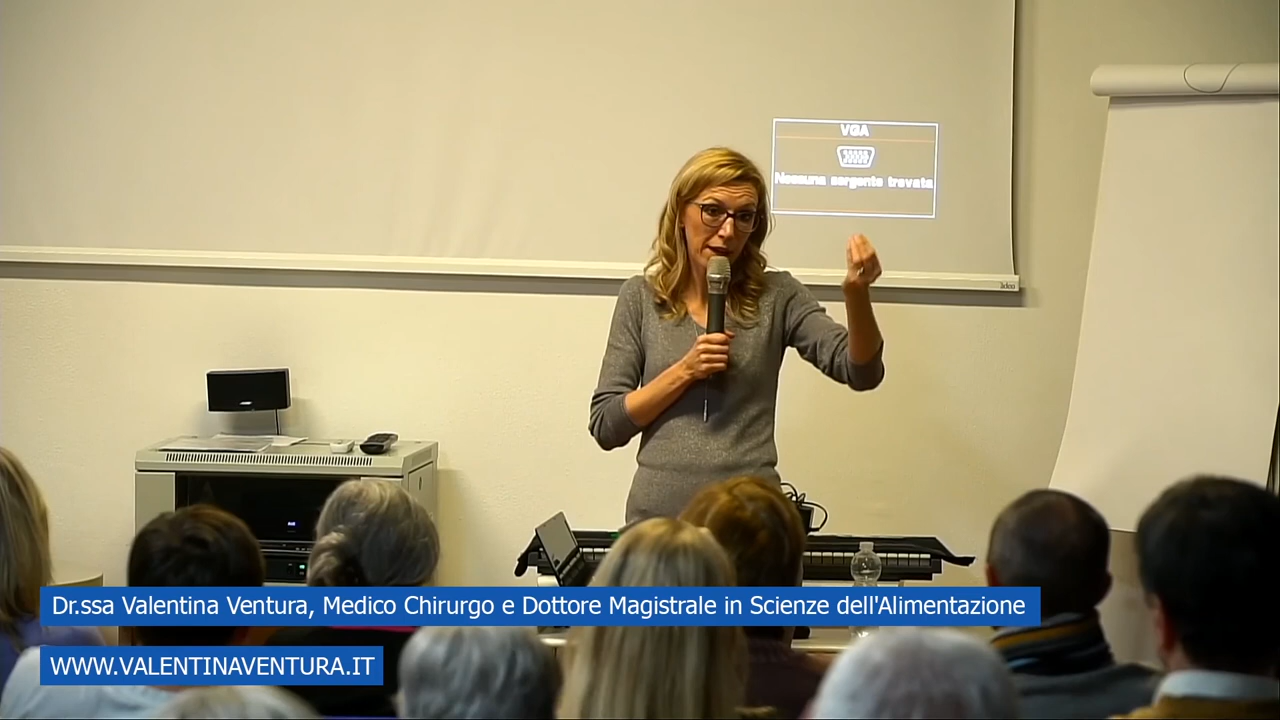 VGA
Nessuna sorgente trovata
Dr.ssa Valentina Ventura, Medico Chirurgo e Dottore Magistrale in Scienze dell'Alimentazione
WWW.VALENTINAVENTURA.IT